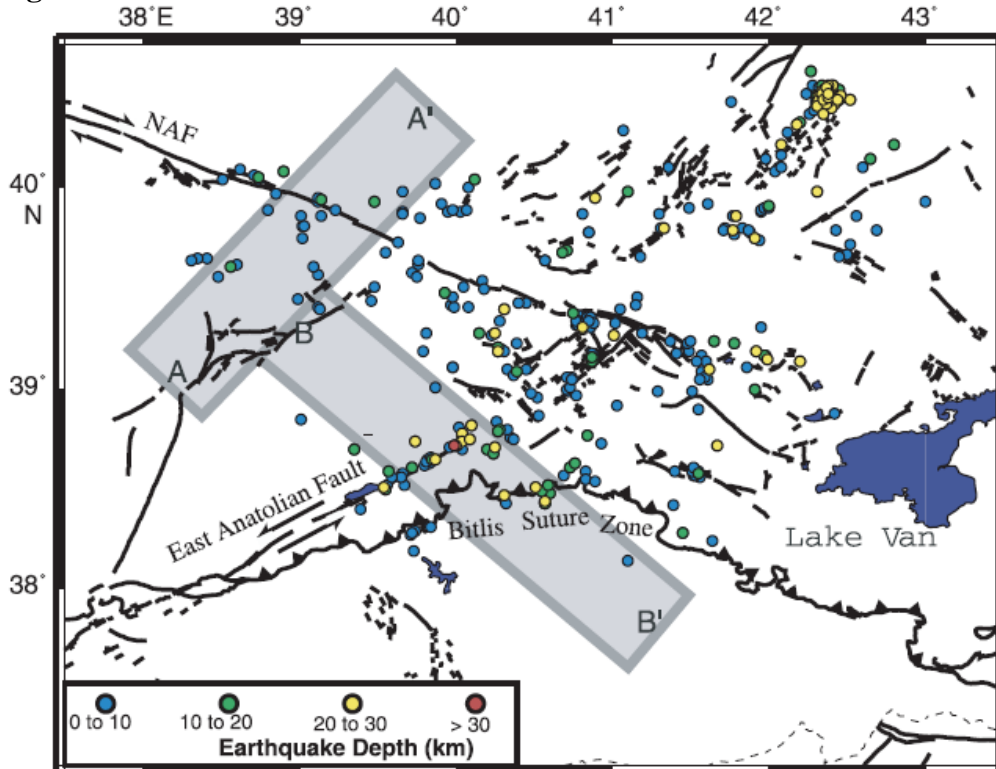 38°E 39° 40° 41° 42° 43°
A'
NAF
40°
N
B
A
39°
East Anatolian Fault
Bitlis Suture Zone
Lake Van
38°
B'
0 to 10 10 to 20 20 to 30 > 30
Earthquake Depth (km)